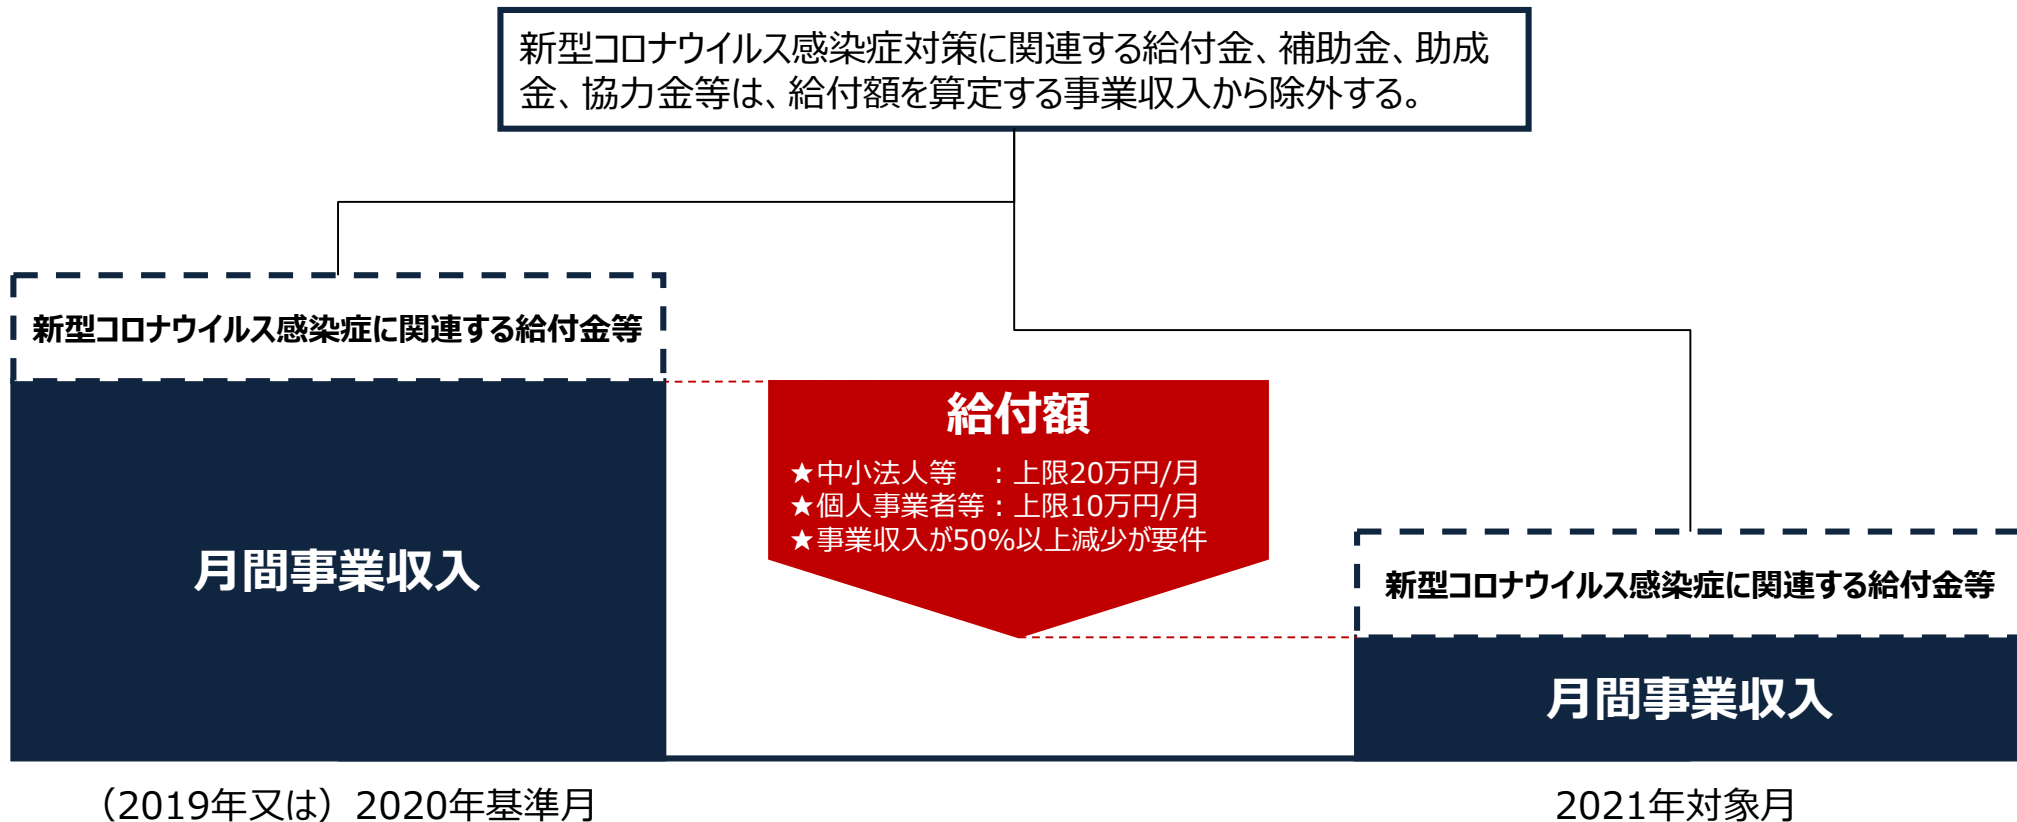 新型コロナウイルス感染症対策に関連する給付金、補助金、助成
金、協力金等は、給付額を算定する事業収入から除外する。
新型コロナウイルス感染症に関連する給付金等
給付額
★中小法人等　：上限20万円/月
★個人事業者等：上限10万円/月
★事業収入が50%以上減少が要件
月間事業収入
新型コロナウイルス感染症に関連する給付金等
月間事業収入
（2019年又は）2020年基準月
2021年対象月